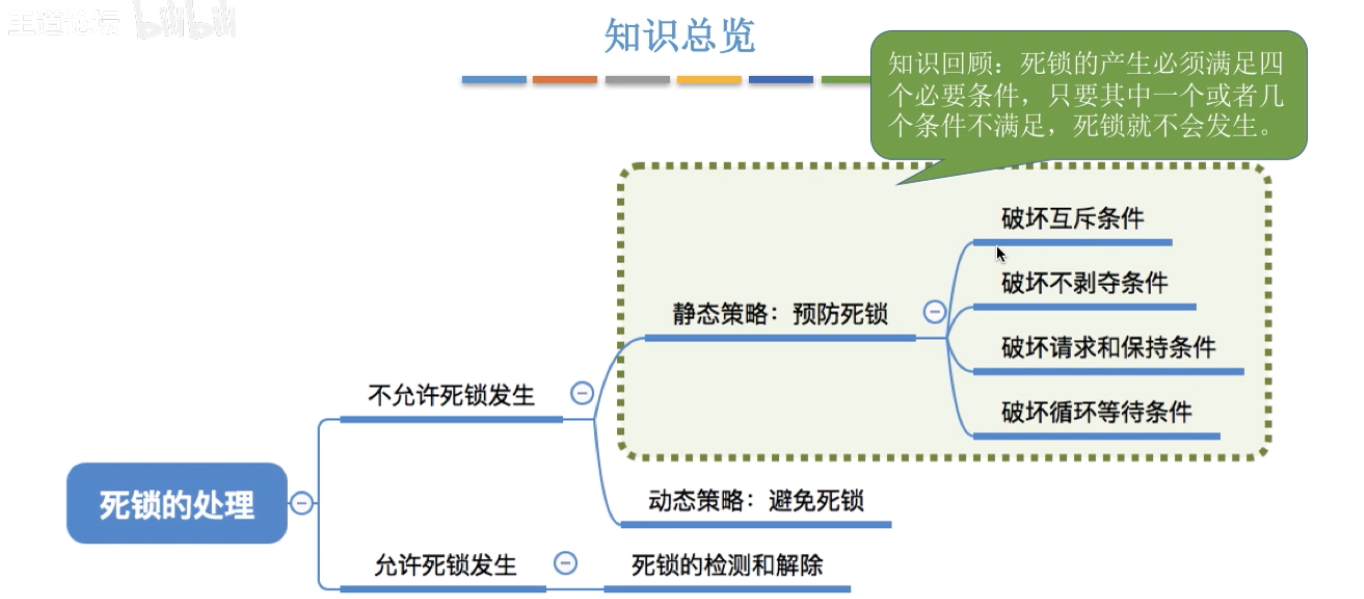 王道论坛 bilibili
知识总览
知识回顾：死锁的产生必须满足四
个必要条件，只要其中一个或者几
个条件不满足，死锁就不会发生。
破坏互斥条件
破坏不剥夺条件
静态策略：预防死锁
破坏请求和保持条件
不允许死锁发生
破坏循环等待条件
死锁的处理
动态策略：避免死锁
允许死锁发生
死锁的检测和解除